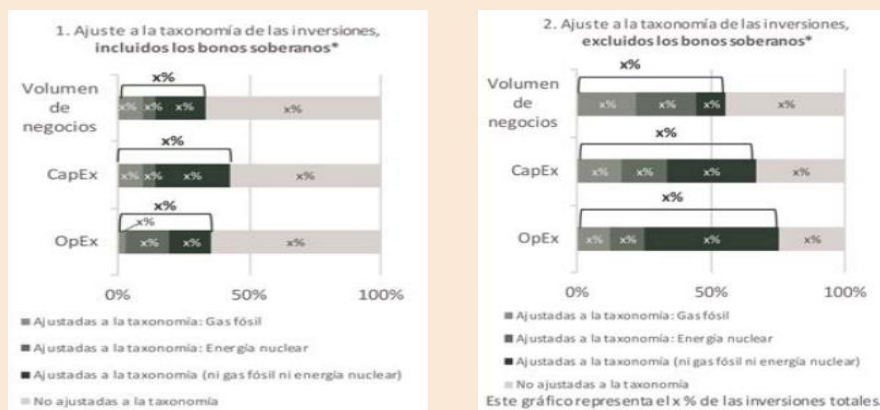 1. Ajuste a la taxonomía de las inversiones,
incluidos los bonos soberanos*
x%
Volumen
de
negocios
x% x% x% x%
x%
CapEx
x% x% x% x%
x%
x%
OpEx
x% x% x%
0% 50% 100%
Ajustadas a la taxonomía: Gas fósil
Ajustadas a la taxonomía: Energía nuclear
Ajustadas a la taxonomía (ni gas fósil ni energía nuclear)
No ajustadas a la taxonomía
2. Ajuste a la taxonomía de las inversiones,
excluidos los bonos soberanos*
x%
Volumen
de
negocios
x% x% x% x%
x%
CapEx
x% x% x% x%
x%
OpEx
x% x% x% x%
0% 50% 100%
Ajustadas a la taxonomía: Gas fósil
Ajustadas a la taxonomía: Energía nuclear
Ajustadas a la taxonomía (ni gas fósil ni energía nuclear)
No ajustadas a la taxonomía
Este gráfico representa el x % de las inversiones totales.